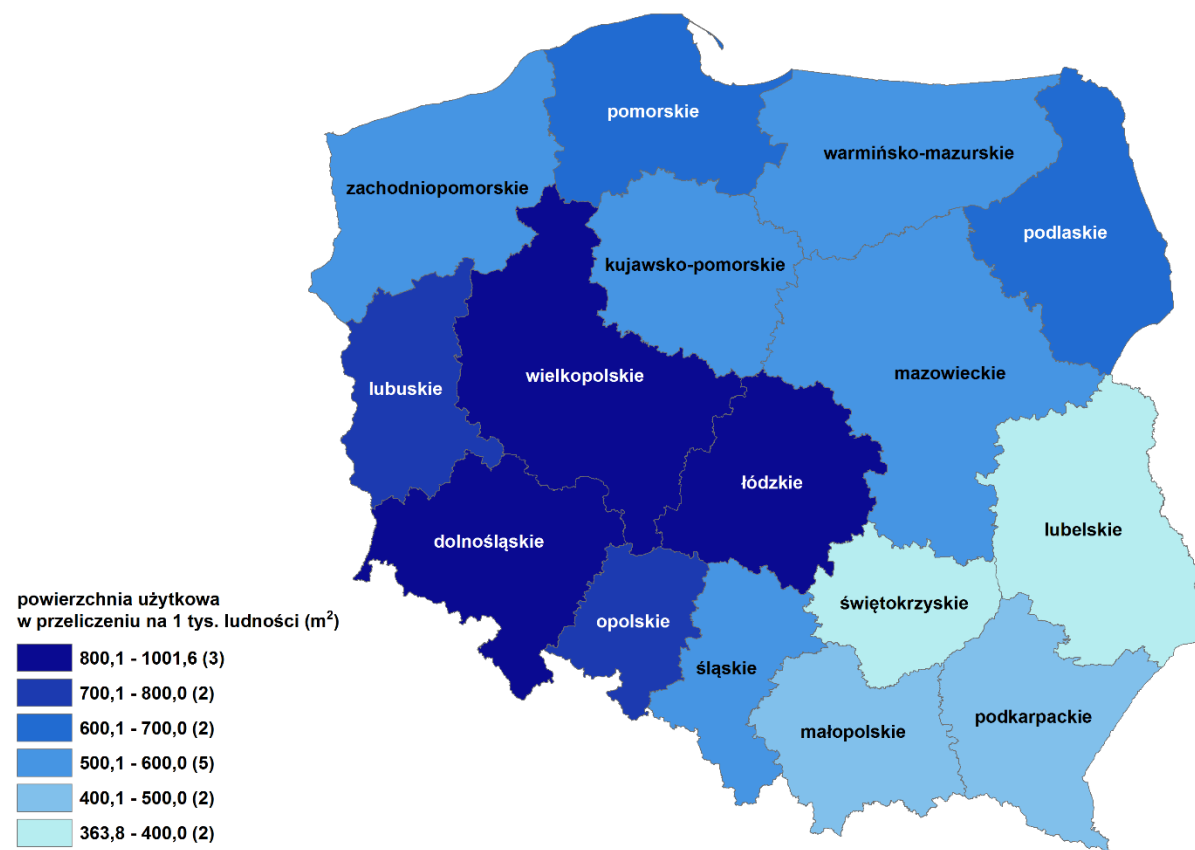 pomorskie
warmińsko-mazurskie
zachodniopomorskie
podlaskie
kujawsko-pomorskie
mazowieckie
wielkopolskie
lubuskie
łódzkie
lubelskie
dolnośląskie
świętokrzyskie
opolskie
śląskie
podkarpackie
małopolskie
powierzchnia użytkowa
w przeliczeniu na 1 tys. ludności (m²)
800,1 - 1001,6 (3)
700,1 - 800,0 (2)
600,1 - 700,0 (2)
500,1 - 600,0 (5)
400,1 - 500,0 (2)
363,8 - 400,0 (2)